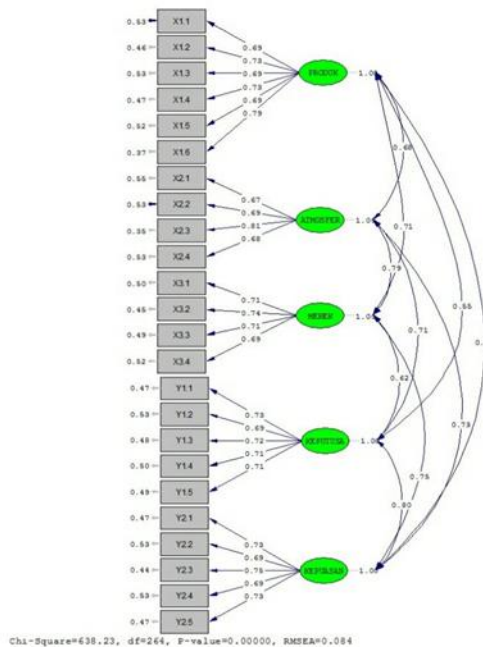 0.53 X1.1
0.46 X1.2 0.69
0.53 X1.3 0.73
0.69 PRODUK 1.00
0.47 X1.4 0.73
0.52 X1.5 0.69
0.37 X1.6 0.79
0.68
0.55 X2.1
0.53 X2.2 0.67
0.69 ATMOSFER 1.00
0.35 X2.3 0.81 0.71
0.53 X2.4 0.68
0.79
0.50 X3.1 0.71
0.45 X3.2 0.74 1.00 0.55
0.49 X3.3 0.71 0.71
0.52 X3.4 0.69
0.62
0.47 Y1.1
0.53 Y1.2 0.73 0.73
0.48 Y1.3 0.69
0.72 KEPUTUSA 1.00
0.50 Y1.4 0.71
0.49 Y1.5 0.71
0.75
0.47 Y2.1 0.80
0.53 Y2.2 0.73
0.69
0.44 Y2.3 0.75 KEPUASAN 1.00
0.53 Y2.4 0.69
0.47 Y2.5 0.73
Chi-Square=638.23, df=264, P-value=0.00000, RMSEA=0.084